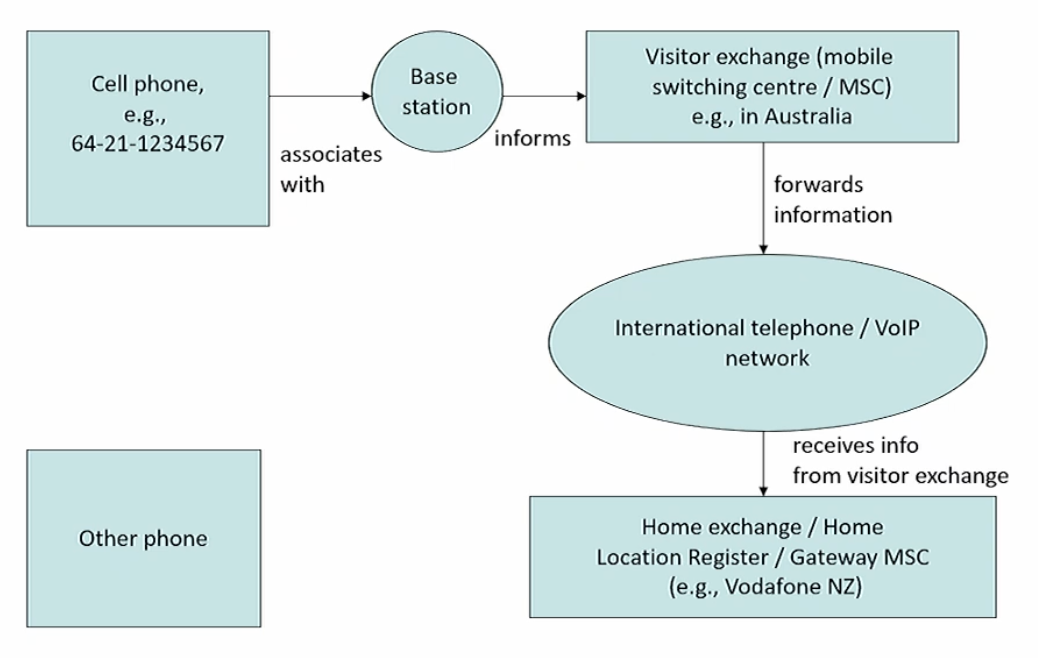 Cell phone,
e.g.,
64-21-1234567
associates
with
Base
station
informs
Visitor exchange (mobile
switching centre / MSC)
e.g., in Australia
forwards
information
International telephone / VoIP
network
receives info
from visitor exchange
Home exchange / Home
Location Register / Gateway MSC
(e.g., Vodafone NZ)
Other phone